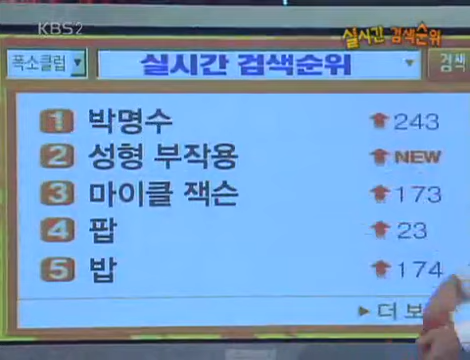 KBS2
실시간 검색순위
폭소클럽 실시간 검색순위 검색
1 박명수 243
2 성형 부작용 NEW
3 마이클 잭슨 173
4 팝 23
5 밥 174
더 보